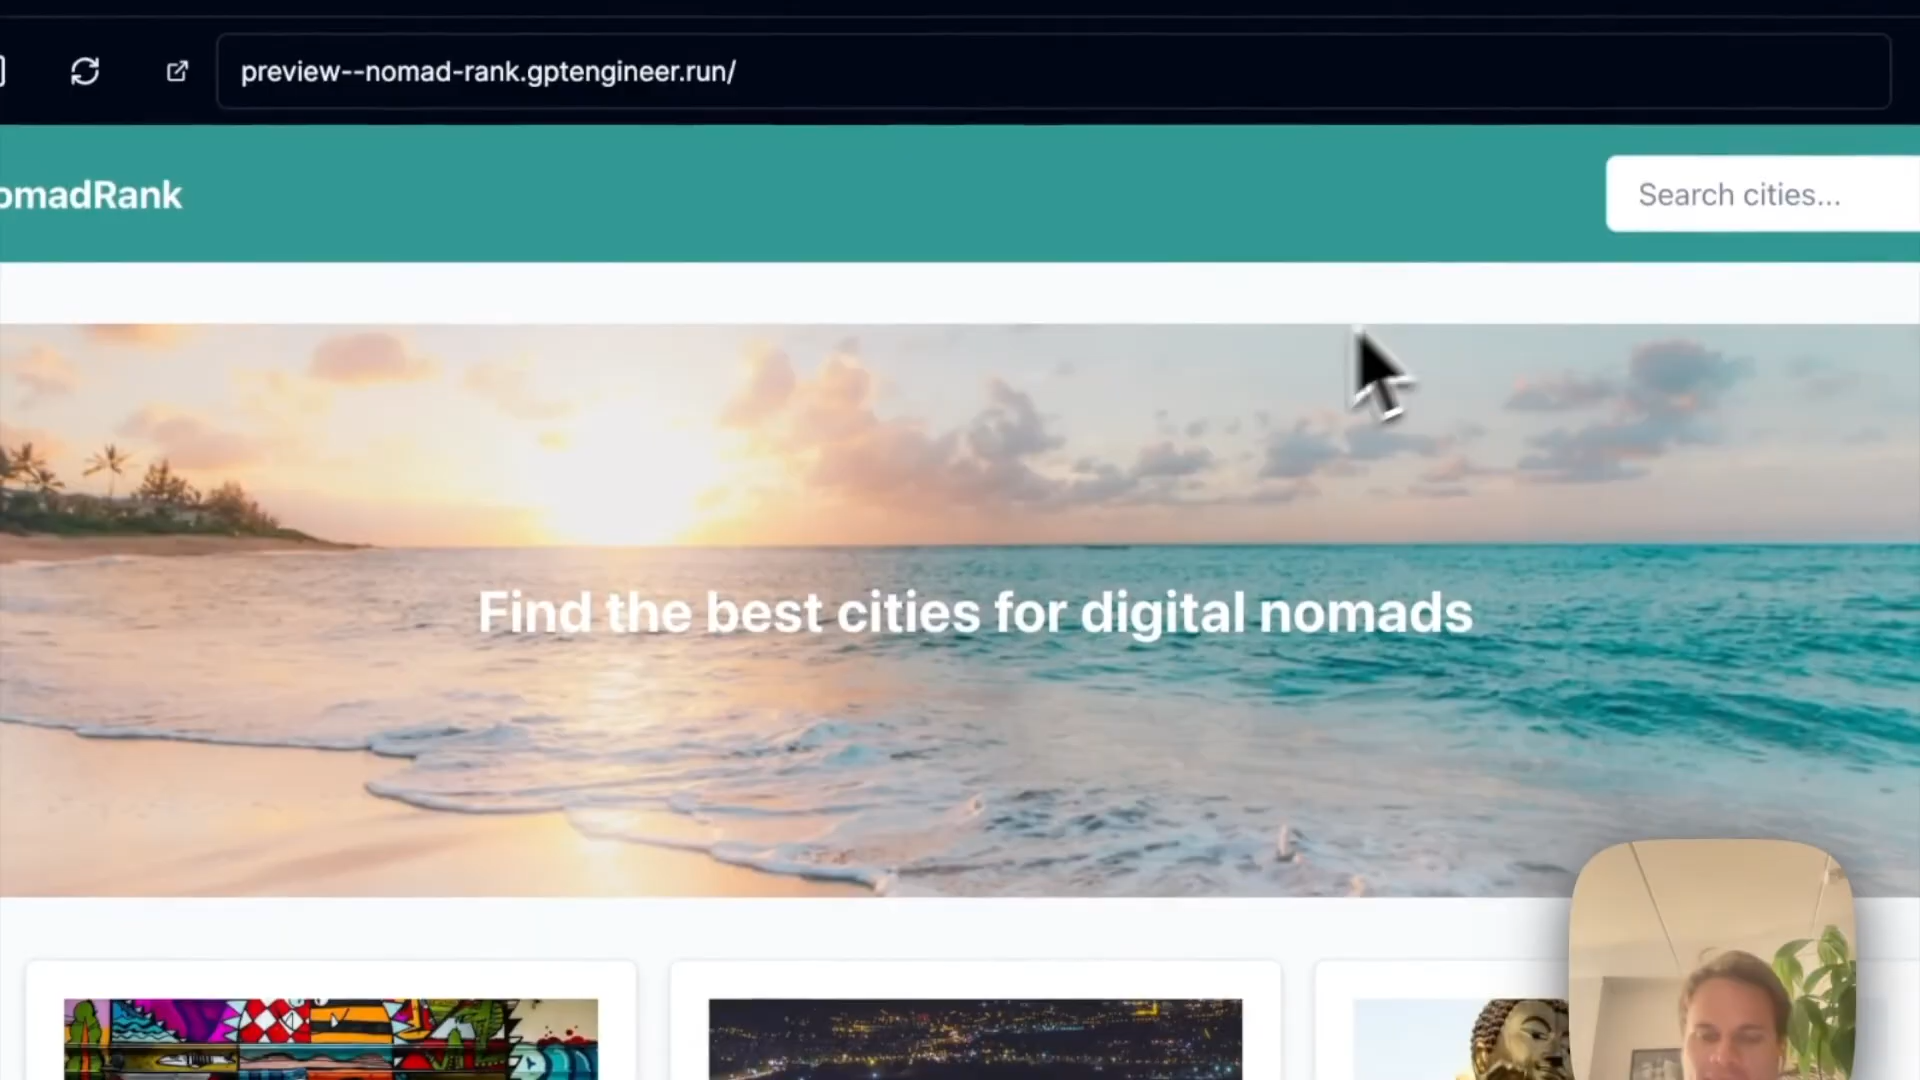 preview--nomad-rank.gptengineer.run/
omadRank
Search cities...
Find the best cities for digital nomads